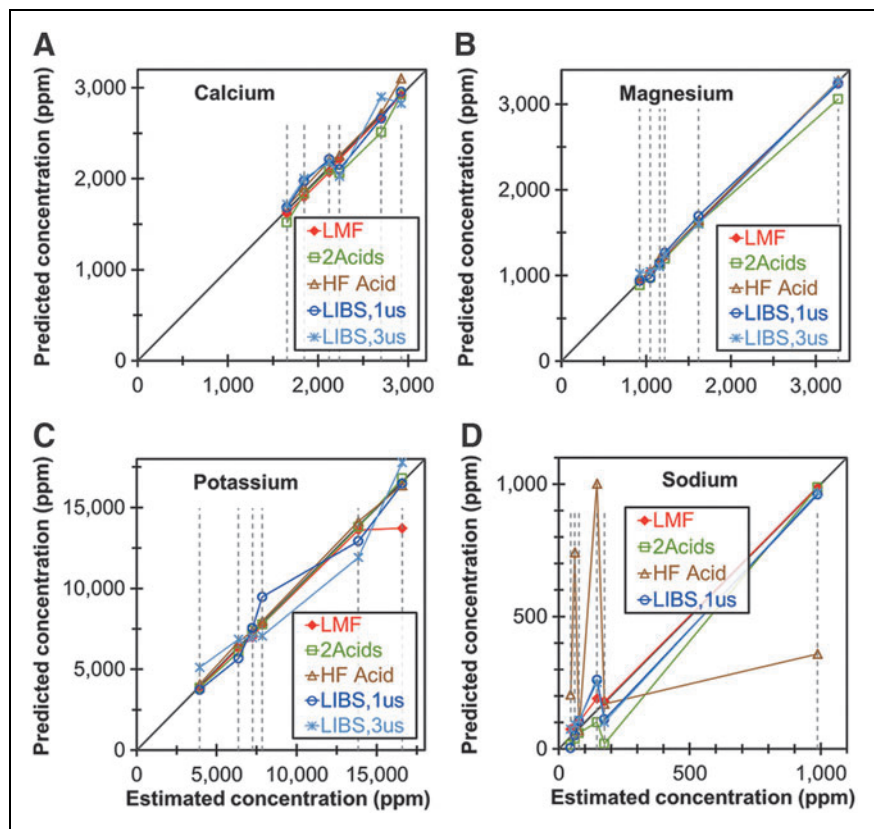 A
Calcium
Predicted concentration (ppm)
3,000
2,000
1,000
0
0
1,000
2,000
3,000
LMF
2Acids
HF Acid
LIBS,1us
LIBS,3us
B
Magnesium
Predicted concentration (ppm)
3,000
2,000
1,000
0
0
1,000
2,000
3,000
LMF
2Acids
HF Acid
LIBS,1us
LIBS,3us
C
Potassium
Predicted concentration (ppm)
15,000
10,000
5,000
0
5,000
10,000
15,000
Estimated concentration (ppm)
LMF
2Acids
HF Acid
LIBS,1us
LIBS,3us
D
Sodium
Predicted concentration (ppm)
1,000
500
0
0
500
1,000
Estimated concentration (ppm)
LMF
2Acids
HF Acid
LIBS,1us